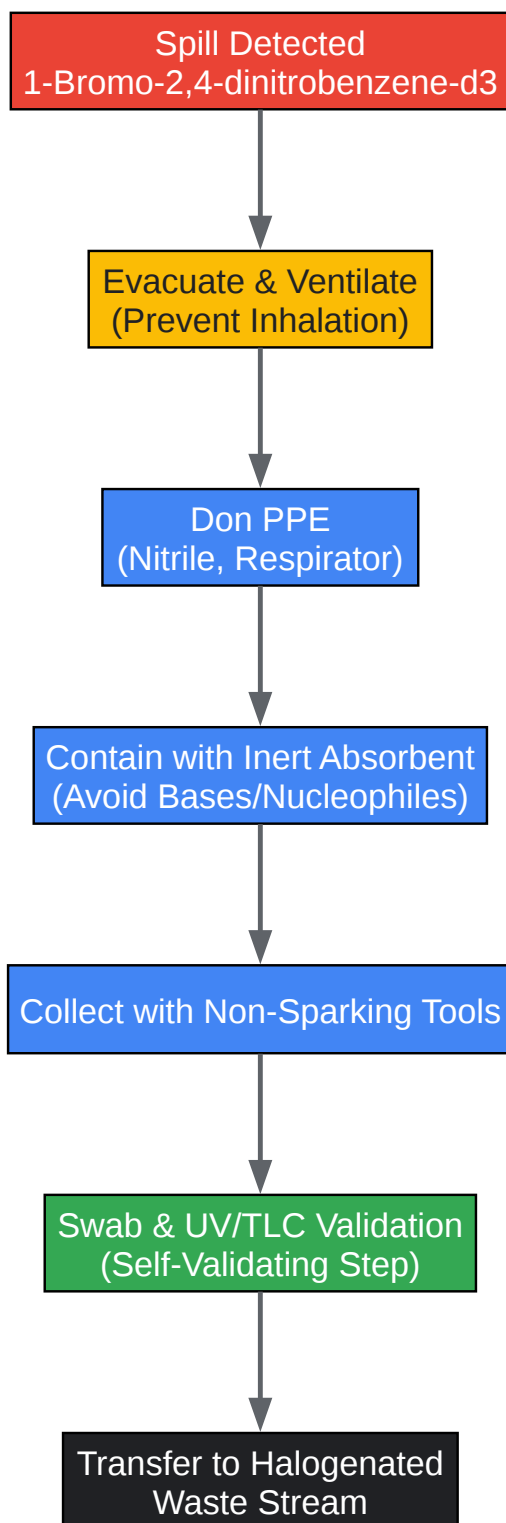 Spill Detected
1-Bromo-2,4-dinitrobenzene-d3
Evacuate & Ventilate
(Prevent Inhalation)
Don PPE
(Nitrile, Respirator)
Contain with Inert Absorbent
(Avoid Bases/Nucleophiles)
Collect with Non-Sparking Tools
Swab & UV/TLC Validation
(Self-Validating Step)
Transfer to Halogenated
Waste Stream